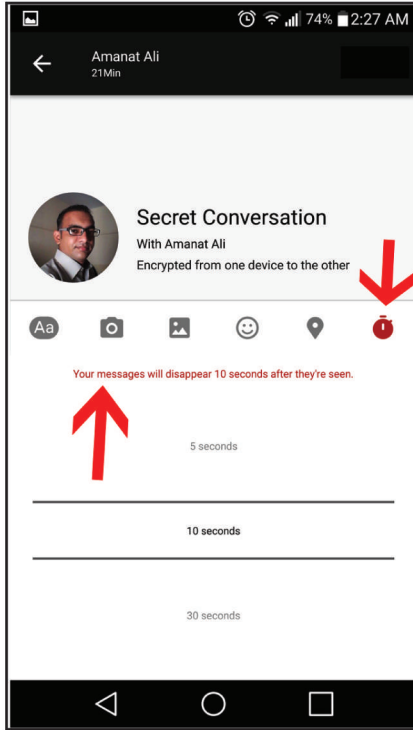 74% 2:27 AM
Amanat Ali
21Min
Secret Conversation
With Amanat Ali
Encrypted from one device to the other
Aa
Your messages will disappear 10 seconds after they're seen.
5 seconds
10 seconds
30 seconds